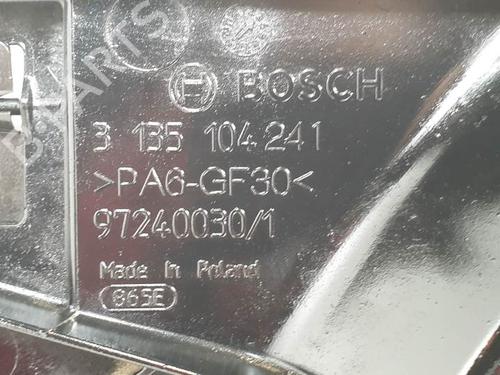 BOSCH
3 135 104 241
>PA6-GF30<
97240030/1
Made in Poland
865E